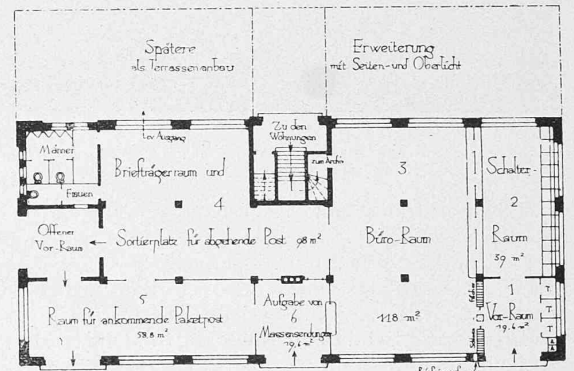 Spätere
als Terrassenanbau
Erweiterung
mit Seiten- und Oberlicht
Zu den
Wohnungen
zum Archiv
Männer
Frauen
Briefträgerraum und
4
Sortierplatz für abgehende Post 98 m²
Offener
Vor-Raum
3
Büro-Raum
118 m²
Schalter-
2
Raum
59 m²
5
Raum für ankommende Paketpost
58.8 m²
Aufgabe von
6
Massensendungen
19,6 m²
1
Vor-Raum
19,6 m²
T
T
T